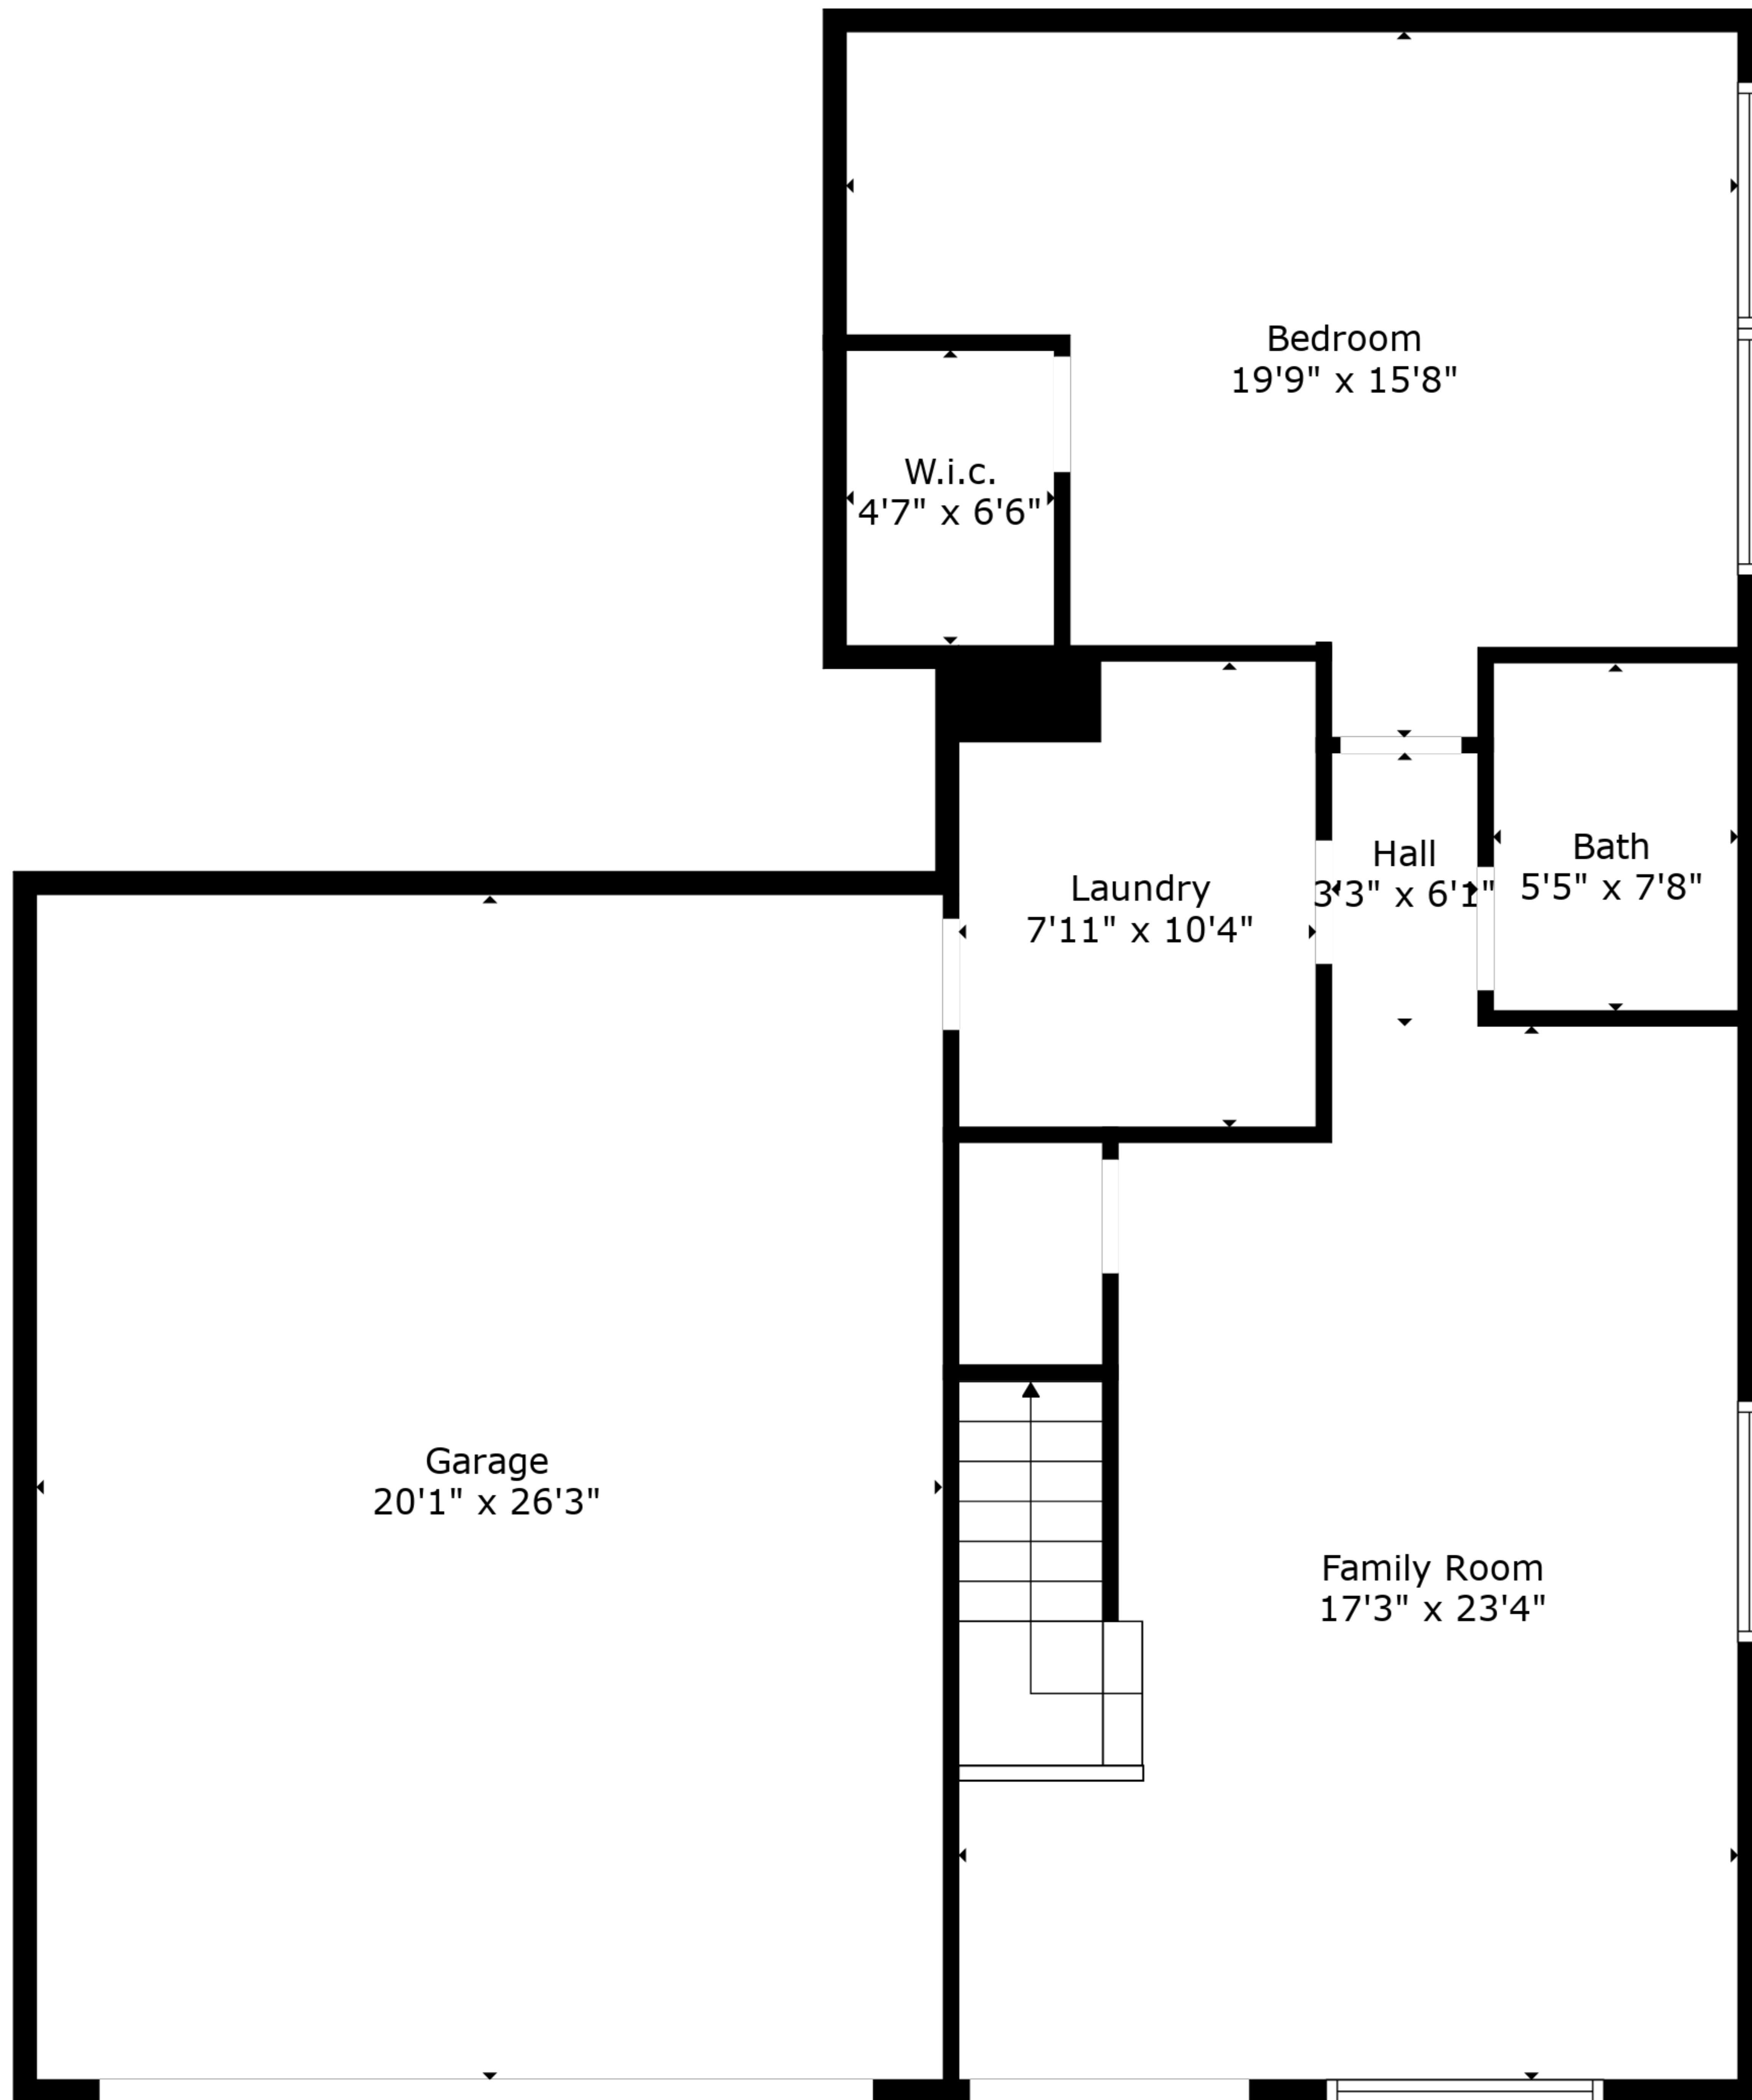 Bedroom
19'9" x 15'8"
W.i.c.
4'7" x 6'6"
Hall
3'3" x 6'1"
Bath
5'5" x 7'8"
Laundry
7'11" x 10'4"
Garage
20'1" x 26'3"
Family Room
17'3" x 23'4"